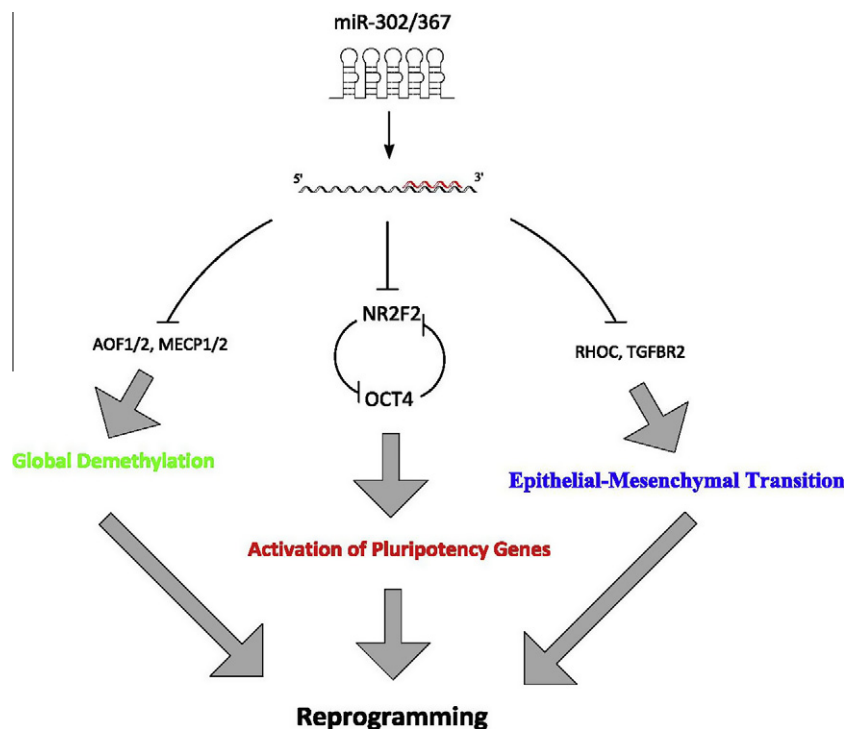 miR-302/367
5'
3'
NR2F2
AOF1/2, MECP1/2
RHOC, TGFBR2
OCT4
Global Demethylation
Epithelial-Mesenchymal Transition
Activation of Pluripotency Genes
Reprogramming